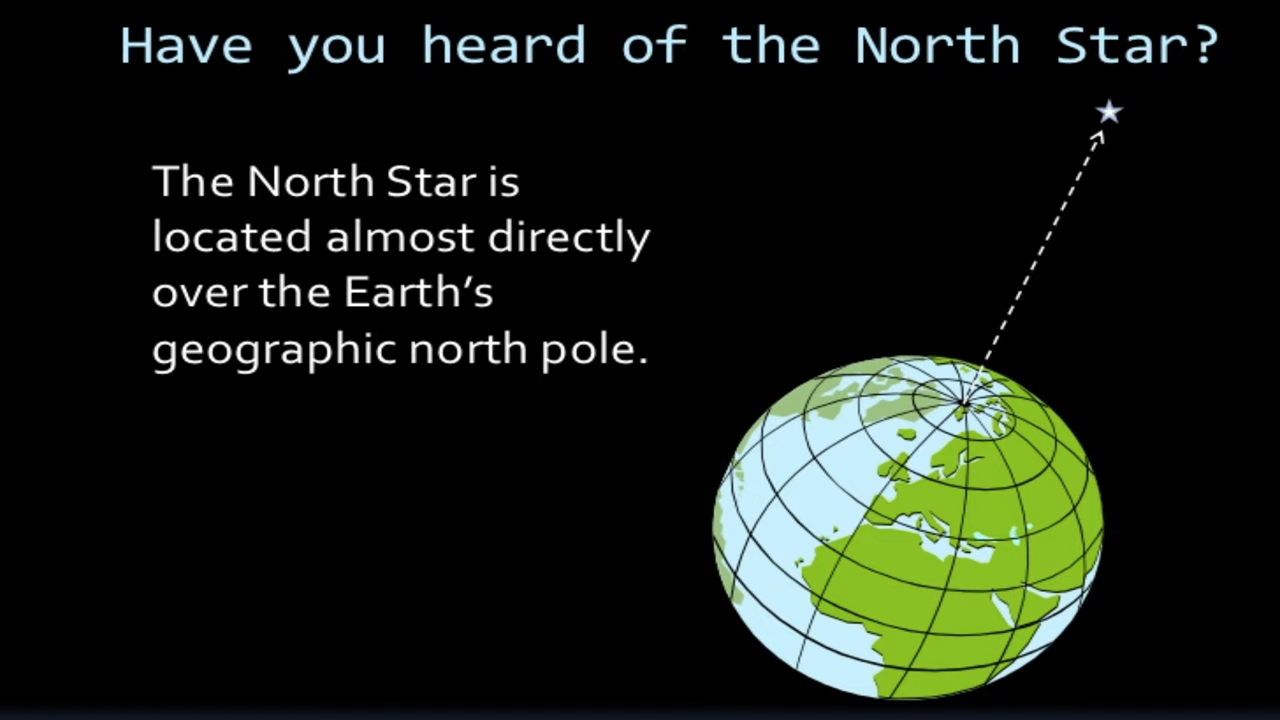 Have you heard of the North Star?
The North Star is
located almost directly
over the Earth’s
geographic north pole.